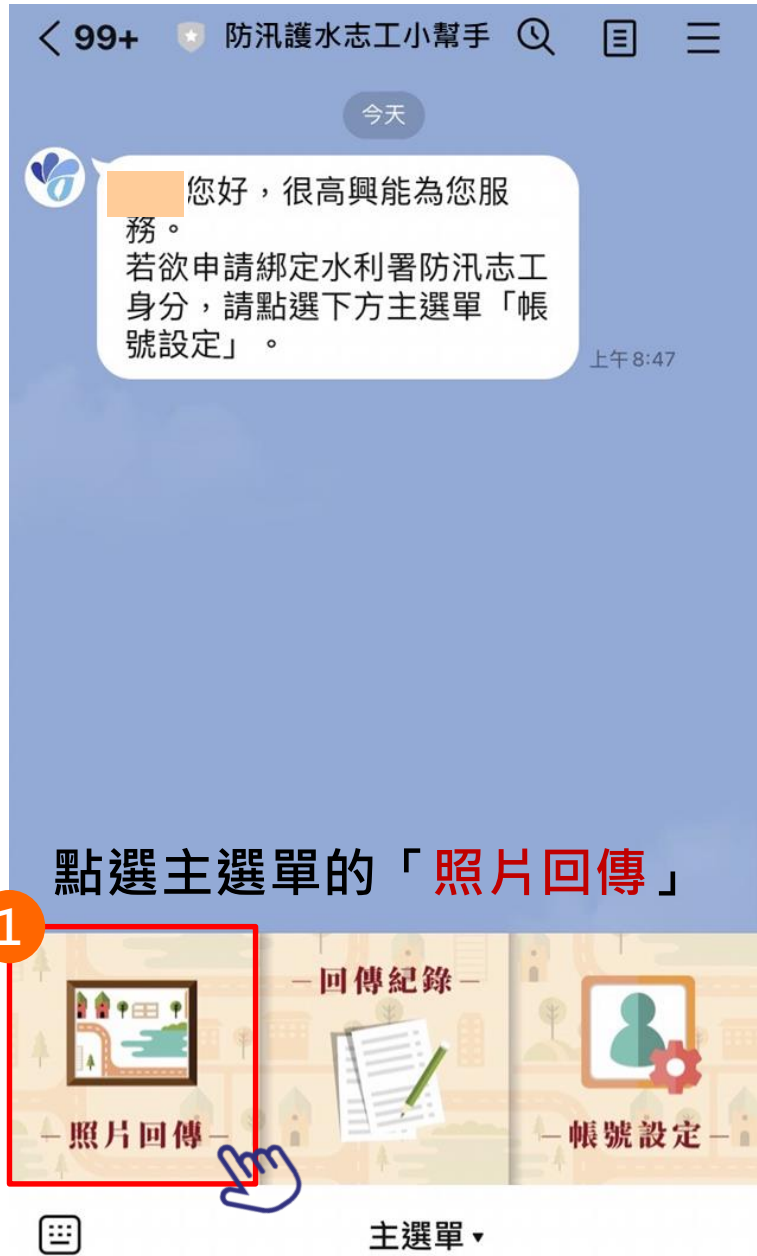 99+ 防汛護水志工小幫手
今天
您好，很高興能為您服
務。
若欲申請綁定水利署防汛志工
身分，請點選下方主選單「帳
號設定」。
上午8:47
點選主選單的「照片回傳」
1
–照片回傳–
–回傳紀錄–
–帳號設定–
主選單▾